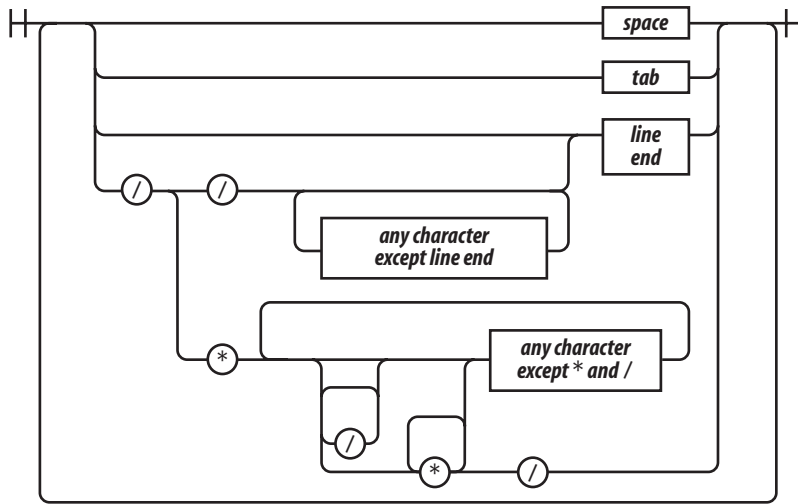 space
tab
line
end
/ /
any character
except line end
*
any character
except * and /
/
* /